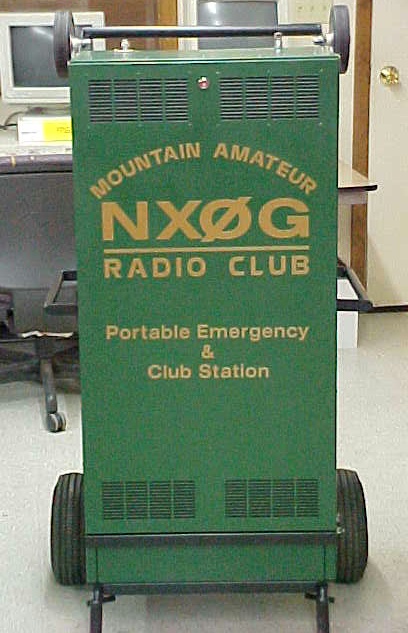 MOUNTAIN AMATEUR
NXØG
RADIO CLUB
Portable Emergency
&
Club Station